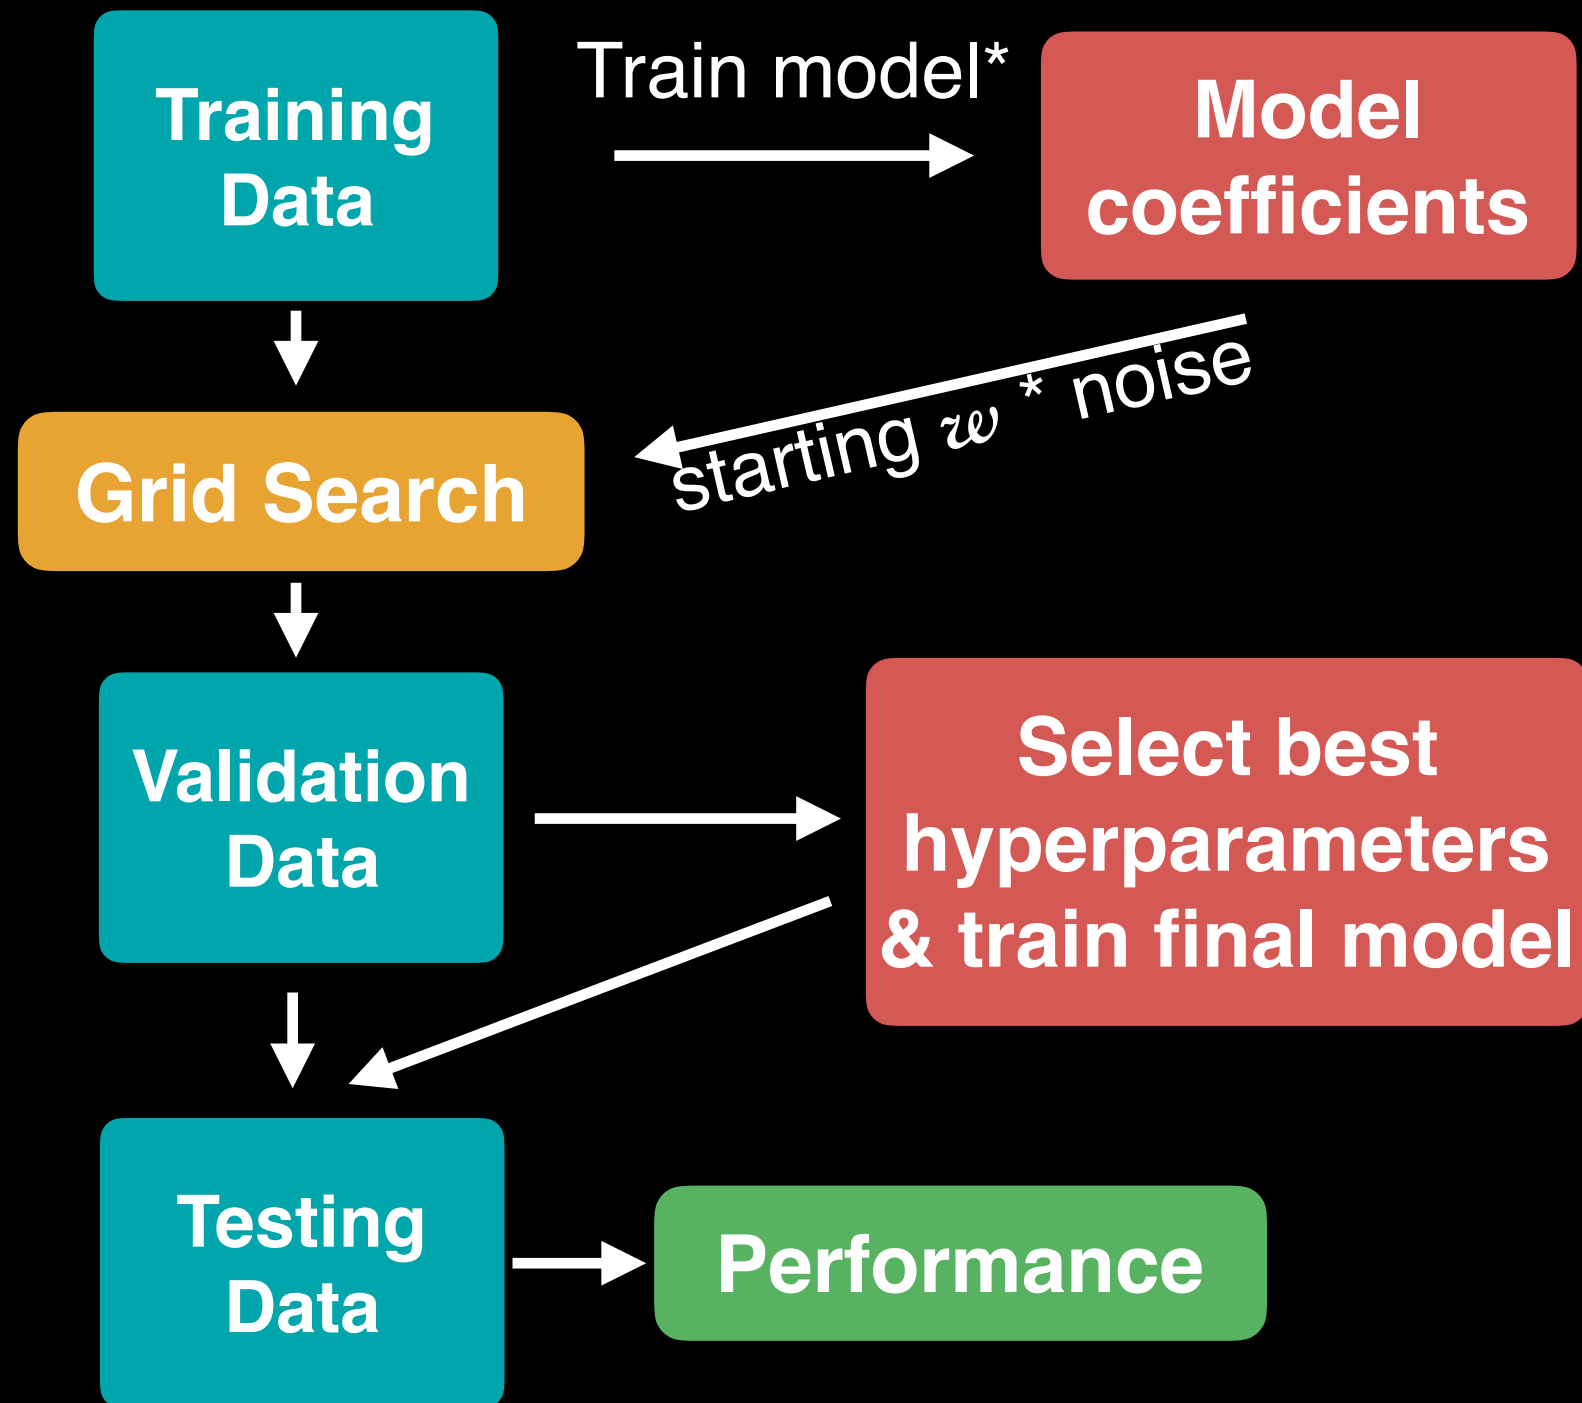 Training
Data
Train model*
Model
coefficients
starting w * noise
Grid Search
Validation
Data
Select best
hyperparameters
& train final model
Testing
Data
Performance